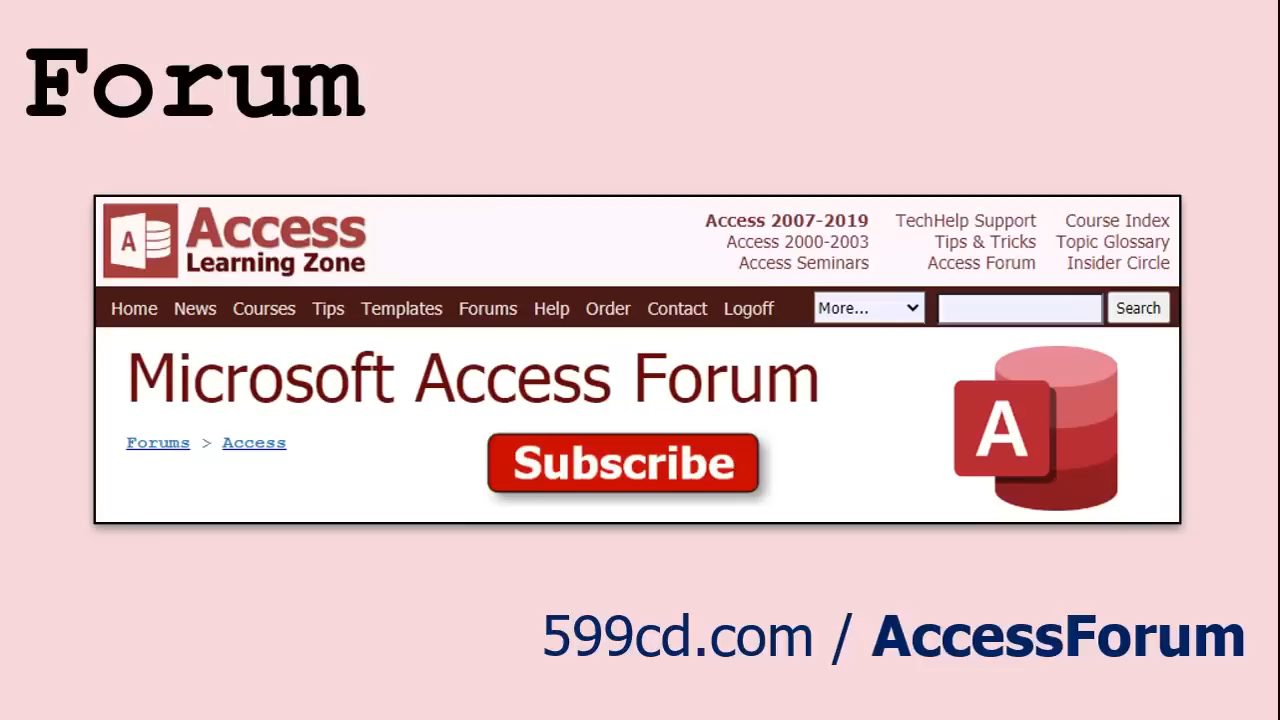 Forum
A Access Learning Zone
Access 2007-2019 TechHelp Support Course Index
Access 2000-2003 Tips & Tricks Topic Glossary
Access Seminars Access Forum Insider Circle
Home News Courses Tips Templates Forums Help Order Contact Logoff More... Search
Microsoft Access Forum
Forums > Access
Subscribe
A
599cd.com / AccessForum